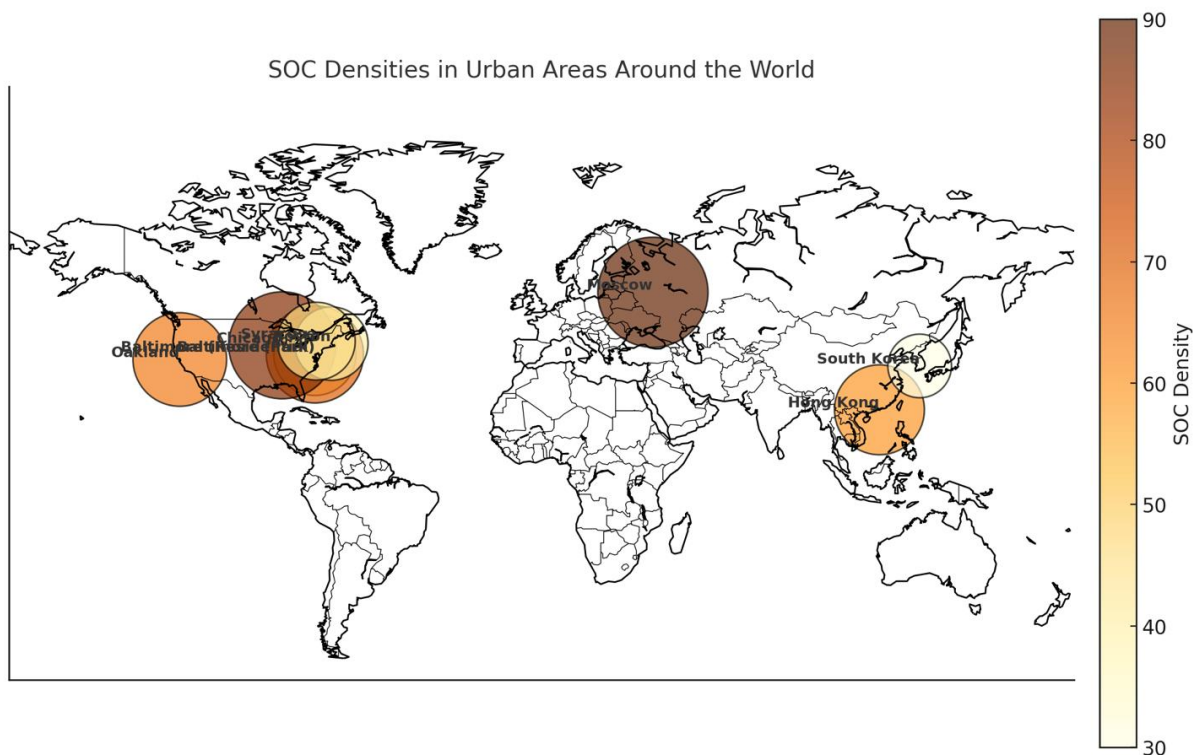 SOC Densities in Urban Areas Around the World
90
80
70
60
50
40
30
SOC Density
Moscow
Oakland
South Korea
Hong Kong